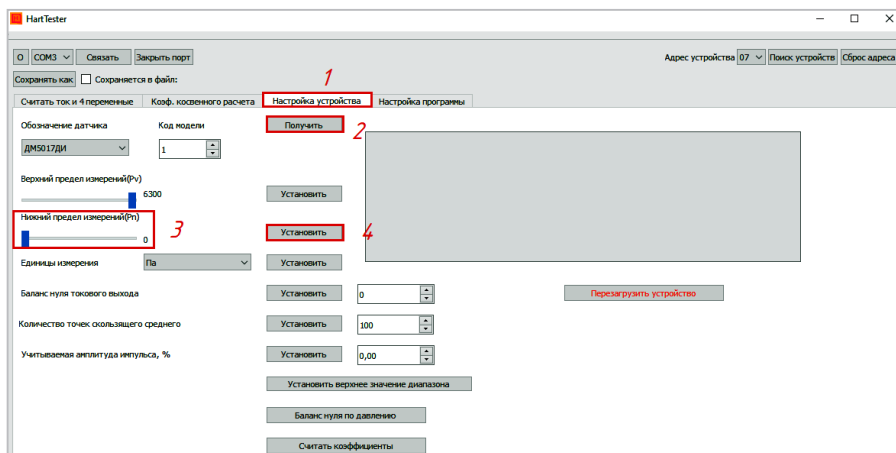 HartTester
О COM3 Связать Закрыть порт Адрес устройства 07 Поиск устройств Сброс адреса
Сохранять как Сохраняется в файл:
1
Считать ток и 4 переменные Коэф. косвенного расчета Настройка устройства Настройка программы
Обозначение датчика Код модели Получить 2
ДМ5017ДИ 1
Верхний предел измерений(Pv)
6300 Установить
Нижний предел измерений(Pn) 3
0 Установить 4
Единицы измерения Па Установить
Баланс нуля токового выхода Установить 0 Перезагрузить устройство
Количество точек скользящего среднего Установить 100
Учитываемая амплитуда импульса, % Установить 0,00
Установить верхнее значение диапазона
Баланс нуля по давлению
Считать коэффициенты